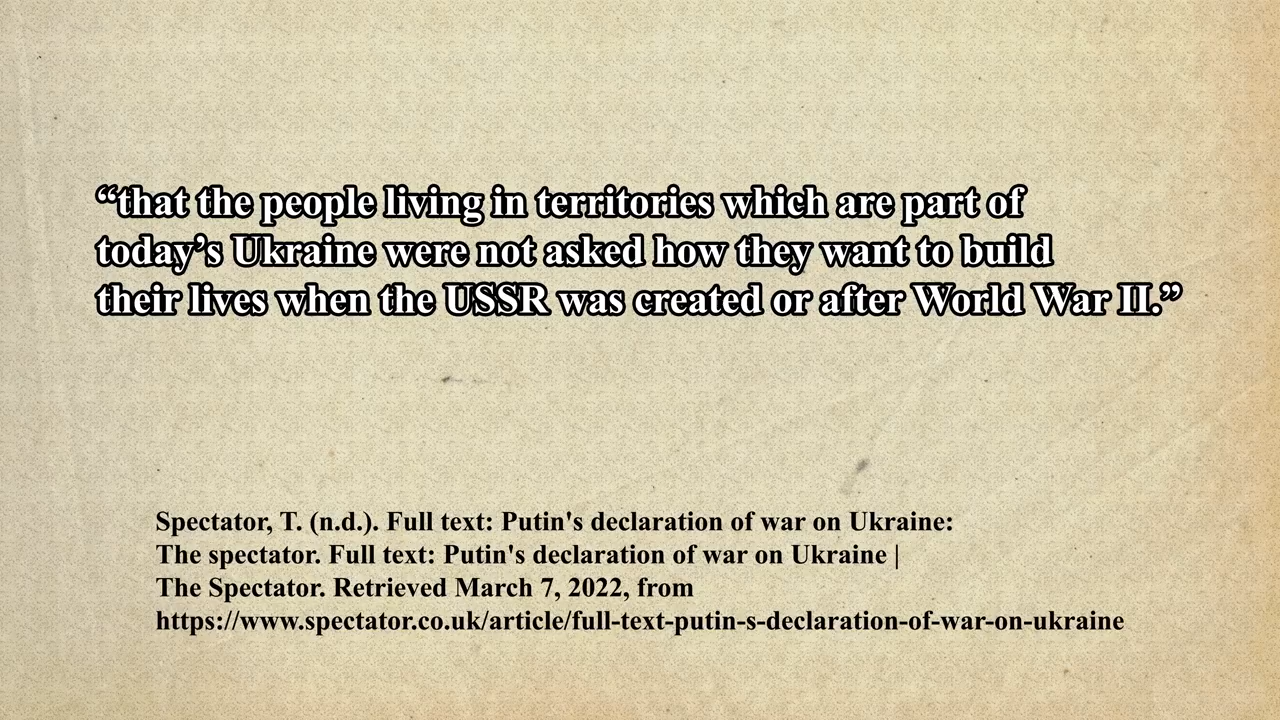 “that the people living in territories which are part of
today’s Ukraine were not asked how they want to build
their lives when the USSR was created or after World War II.”
Spectator, T. (n.d.). Full text: Putin's declaration of war on Ukraine:
The spectator. Full text: Putin's declaration of war on Ukraine |
The Spectator. Retrieved March 7, 2022, from
https://www.spectator.co.uk/article/full-text-putin-s-declaration-of-war-on-ukraine